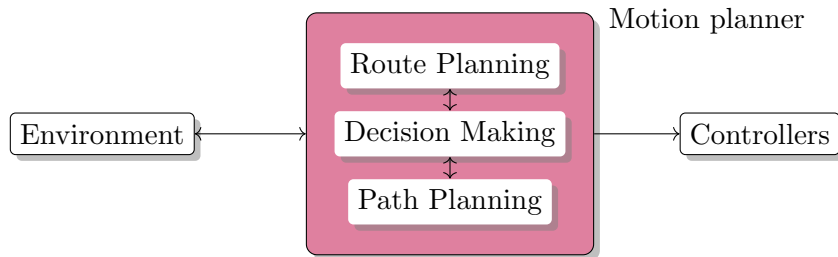 Motion planner
Route Planning
Environment
Decision Making
Controllers
Path Planning